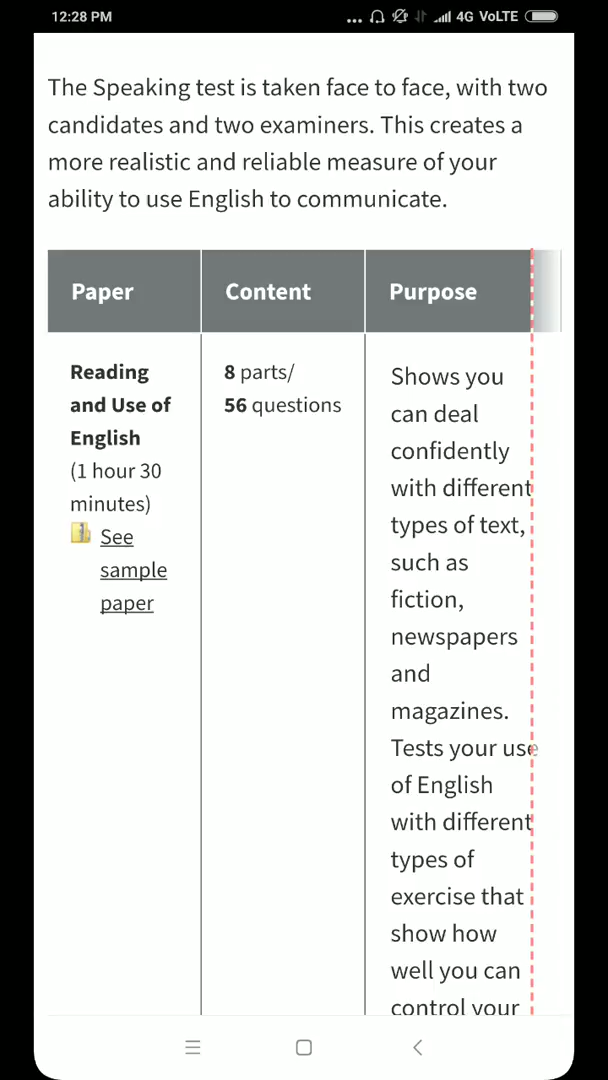 12:28 PM
... 4G VoLTE
The Speaking test is taken face to face, with two
candidates and two examiners. This creates a
more realistic and reliable measure of your
ability to use English to communicate.
Paper Content Purpose
Reading
and Use of
English
(1 hour 30
minutes)
See
sample
paper
8 parts/
56 questions
Shows you
can deal
confidently
with different
types of text,
such as
fiction,
newspapers
and
magazines.
Tests your use
of English
with different
types of
exercise that
show how
well you can
control your